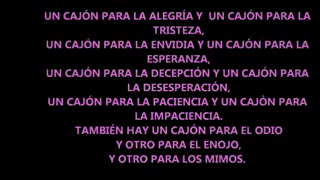 UN CAJÓN PARA LA ALEGRÍA Y UN CAJÓN PARA LA
TRISTEZA,
UN CAJÓN PARA LA ENVIDIA Y UN CAJÓN PARA LA
ESPERANZA,
UN CAJÓN PARA LA DECEPCIÓN Y UN CAJÓN PARA
LA DESESPERACIÓN,
UN CAJÓN PARA LA PACIENCIA Y UN CAJÓN PARA
LA IMPACIENCIA.
TAMBIÉN HAY UN CAJÓN PARA EL ODIO
Y OTRO PARA EL ENOJO,
Y OTRO PARA LOS MIMOS.